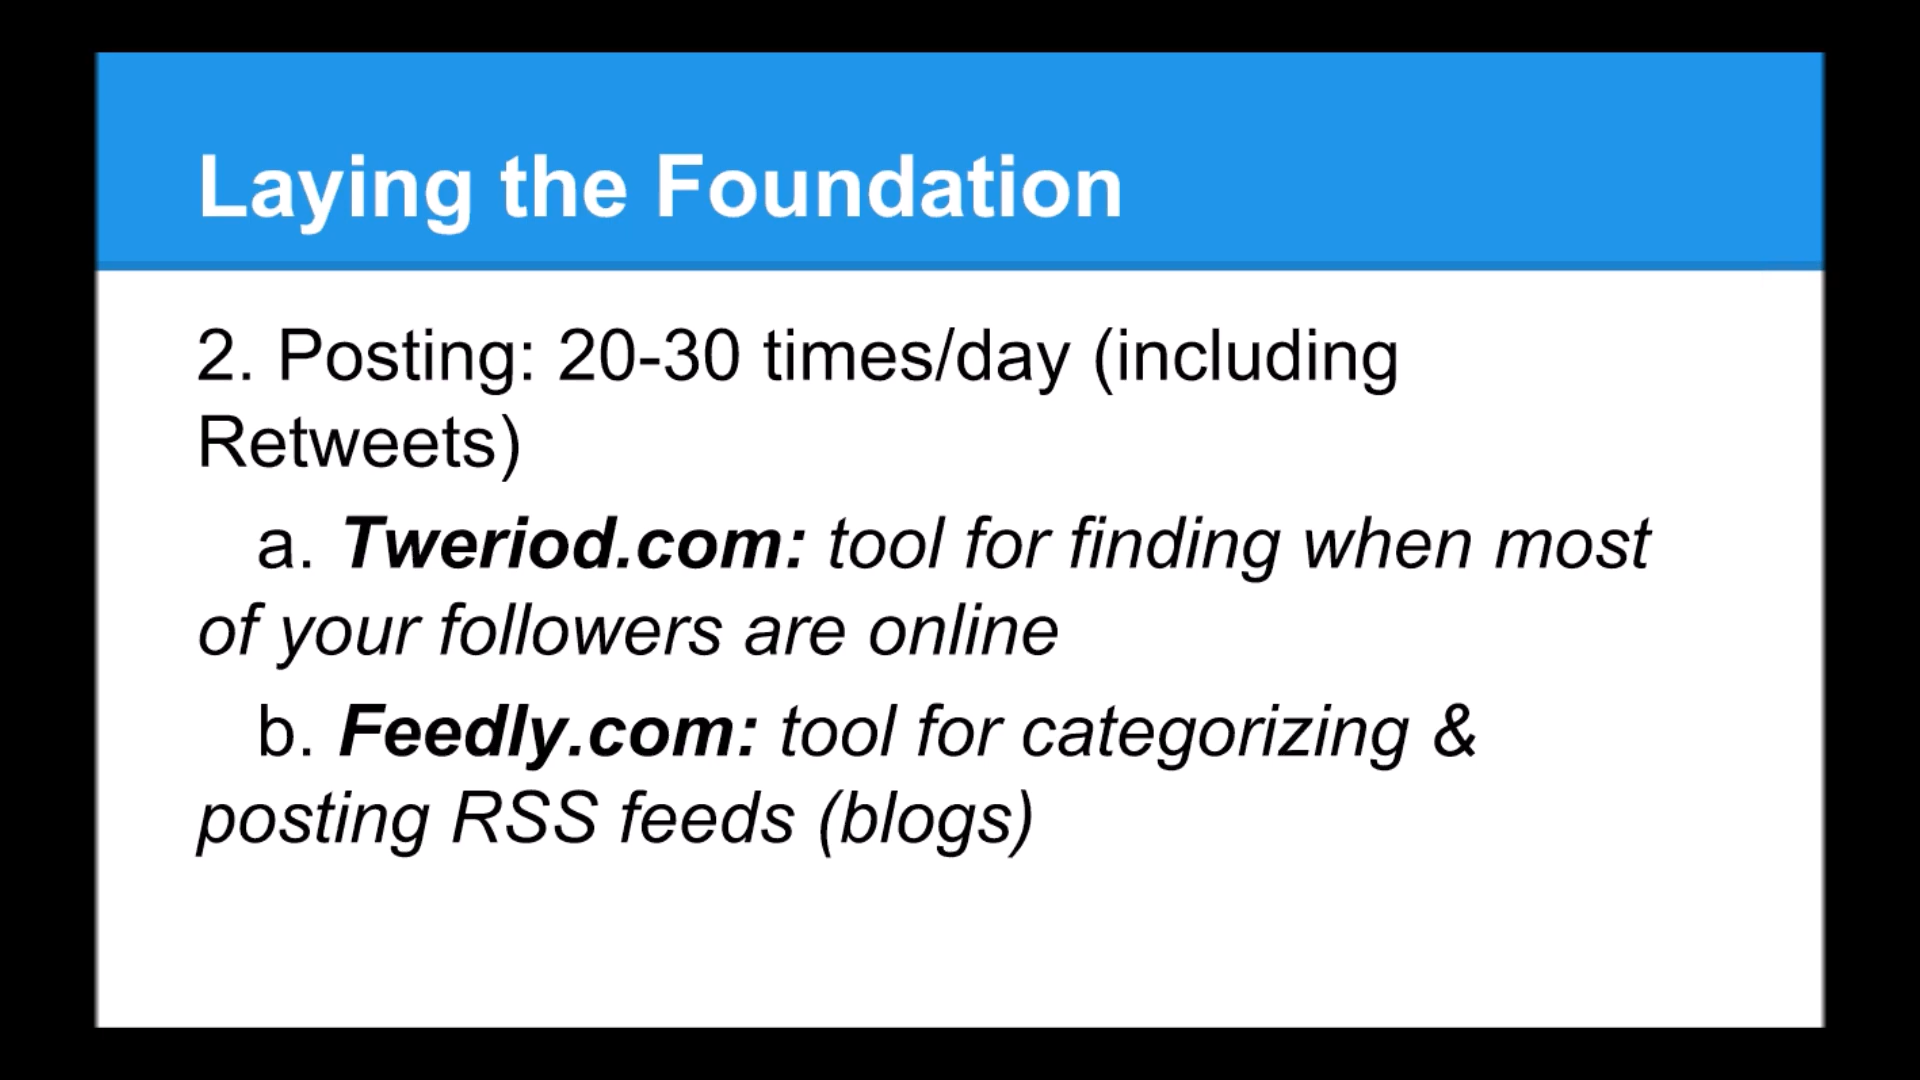 Laying the Foundation
2. Posting: 20-30 times/day (including
Retweets)
a. Tweriod.com: tool for finding when most
of your followers are online
b. Feedly.com: tool for categorizing &
posting RSS feeds (blogs)